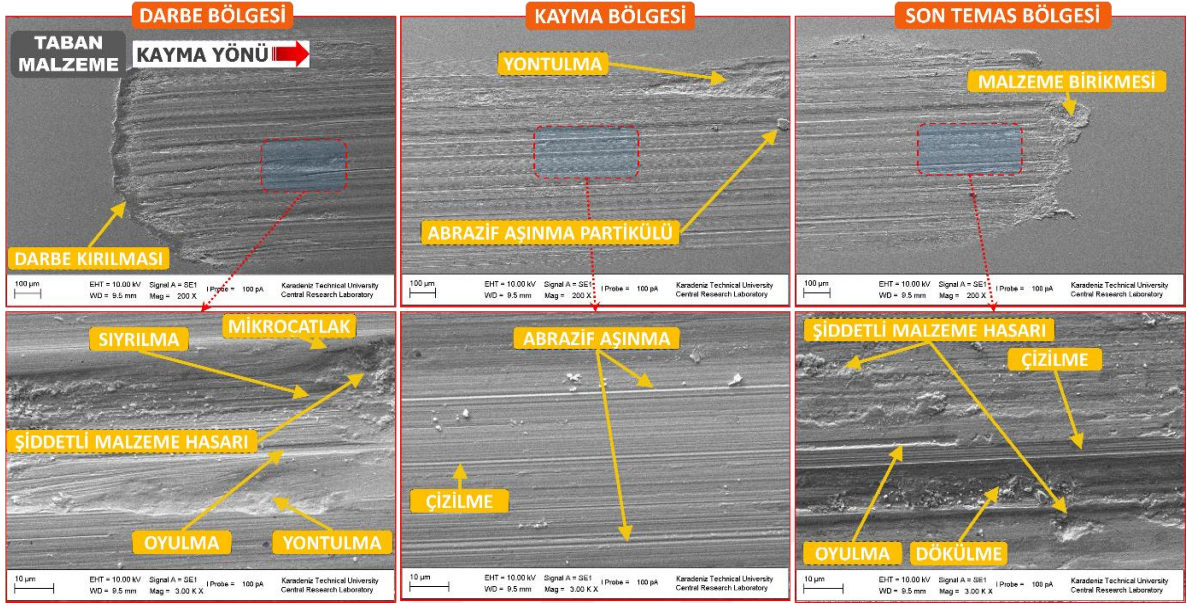 DARBE BÖLGESİ
TABAN
MALZEME
KAYMA YÖNÜ
DARBE KIRILMASI
100 µm
EHT = 10.00 kV Signal A = SE1 I Probe = 100 pA Karadeniz Technical University
WD = 9.5 mm Mag = 200 X Central Research Laboratory
KAYMA BÖLGESİ
YONTULMA
ABRAZİF AŞINMA PARTİKÜLÜ
100 µm
EHT = 10.00 kV Signal A = SE1 I Probe = 100 pA Karadeniz Technical University
WD = 9.5 mm Mag = 200 X Central Research Laboratory
SON TEMAS BÖLGESİ
MALZEME BİRİKMESİ
100 µm
EHT = 10.00 kV Signal A = SE1 I Probe = 100 pA Karadeniz Technical University
WD = 9.5 mm Mag = 200 X Central Research Laboratory
MİKROÇATLAK
SIYRILMA
ŞİDDETLİ MALZEME HASARI
OYULMA
YONTULMA
10 µm
EHT = 10.00 kV Signal A = SE1 I Probe = 100 pA Karadeniz Technical University
WD = 9.5 mm Mag = 3.00 K X Central Research Laboratory
ABRAZİF AŞINMA
ÇİZİLME
10 µm
EHT = 10.00 kV Signal A = SE1 I Probe = 100 pA Karadeniz Technical University
WD = 9.5 mm Mag = 3.00 K X Central Research Laboratory
ŞİDDETLİ MALZEME HASARI
ÇİZİLME
OYULMA
DÖKÜLME
10 µm
EHT = 10.00 kV Signal A = SE1 I Probe = 100 pA Karadeniz Technical University
WD = 9.5 mm Mag = 3.00 K X Central Research Laboratory